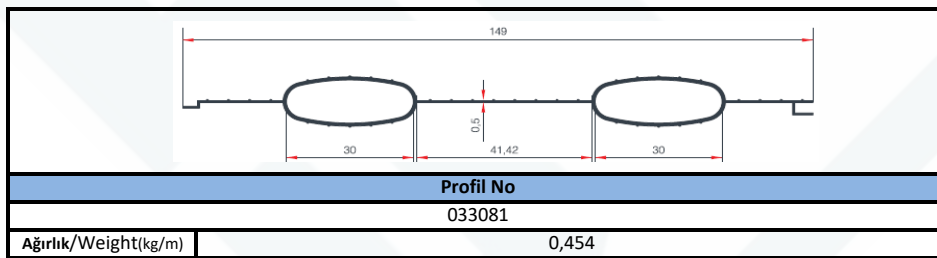 149
0,5
30 41,42 30
Profil No
033081
Ağırlık/Weight(kg/m) 0,454